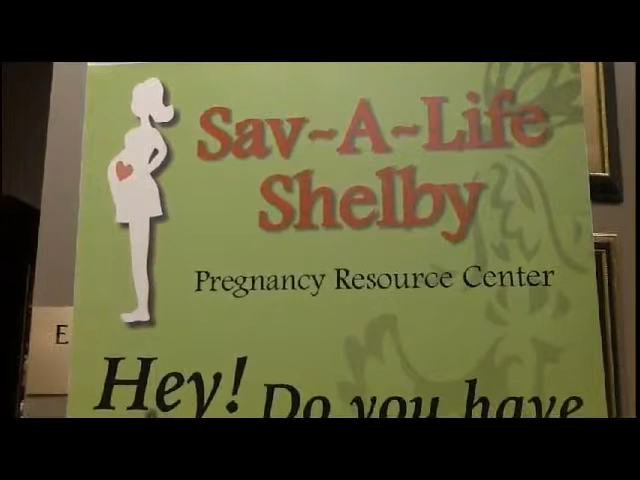 Sav-A-Life
Shelby
Pregnancy Resource Center
E
Hey! Do you have